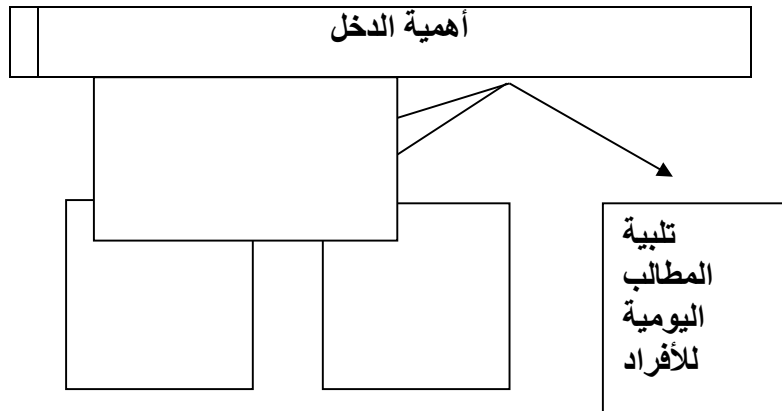 أهمية الدخل
تلبية
المطالب
اليومية
للأفراد